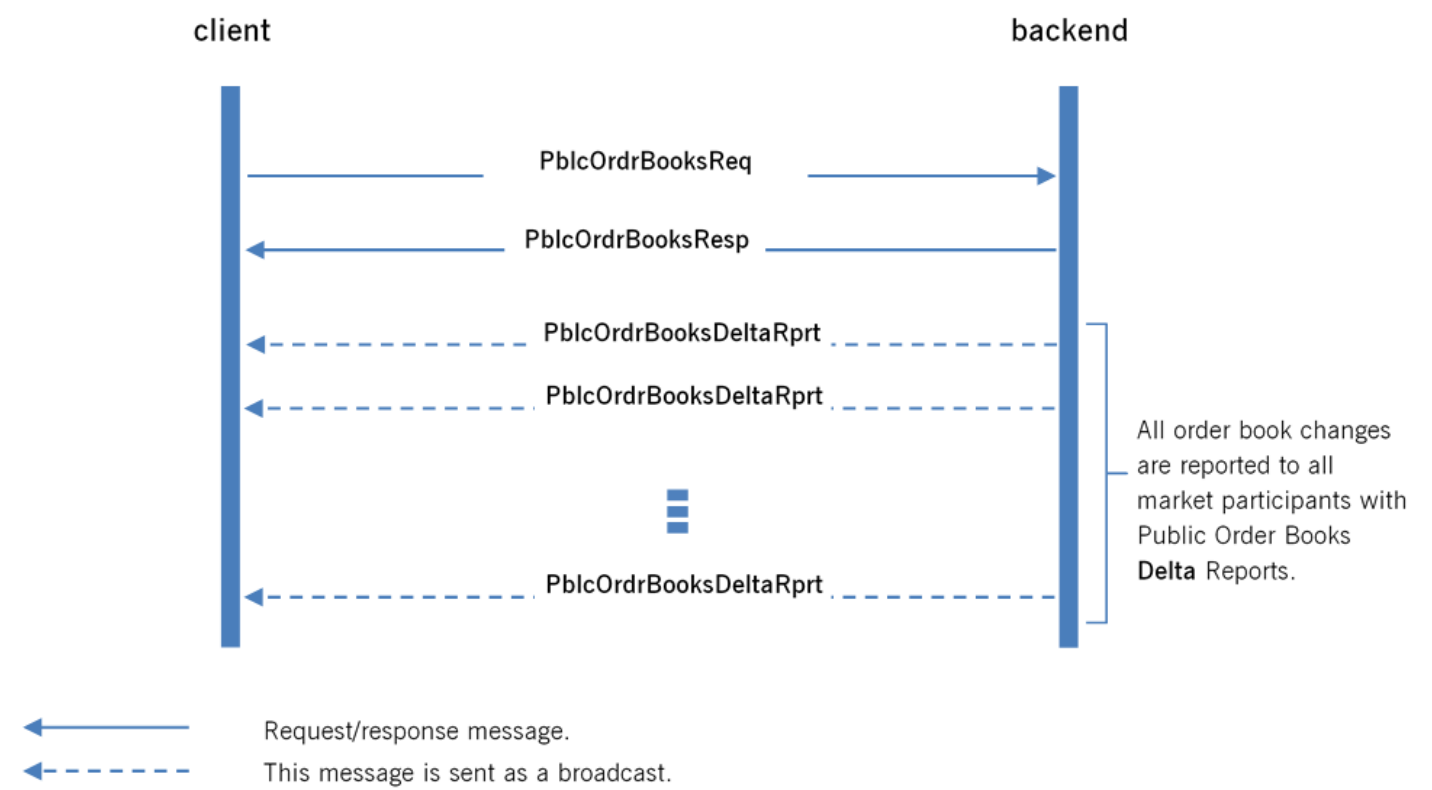 client
backend
PblcOrdrBooksReq
PblcOrdrBooksResp
PblcOrdrBooksDeltaRprt
PblcOrdrBooksDeltaRprt
All order book changes
are reported to all
market participants with
Public Order Books
Delta Reports.
PblcOrdrBooksDeltaRprt
Request/response message.
This message is sent as a broadcast.